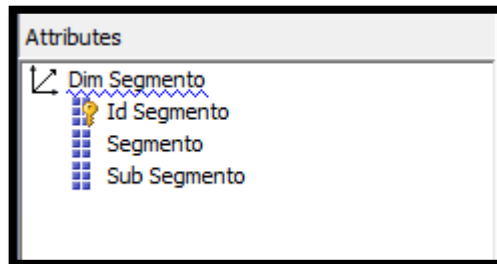 Attributes
Dim Segmento
Id Segmento
Segmento
Sub Segmento